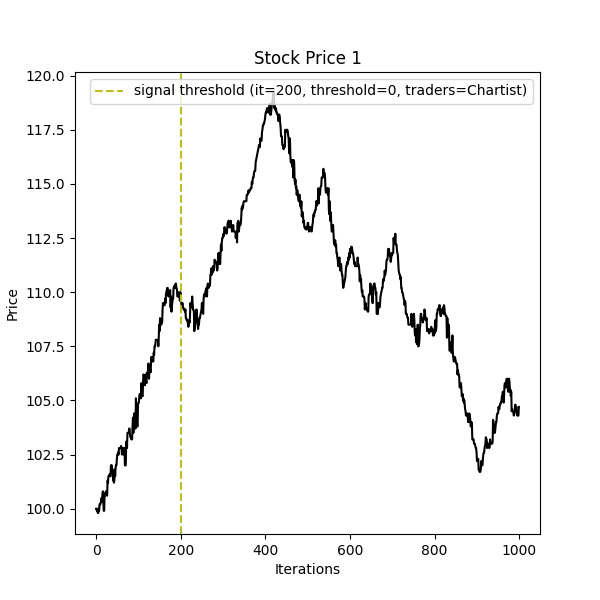 Stock Price 1
signal threshold (it=200, threshold=0, traders=Chartist)
120.0
117.5
115.0
112.5
110.0
107.5
105.0
102.5
100.0
Price
0 200 400 600 800 1000
Iterations